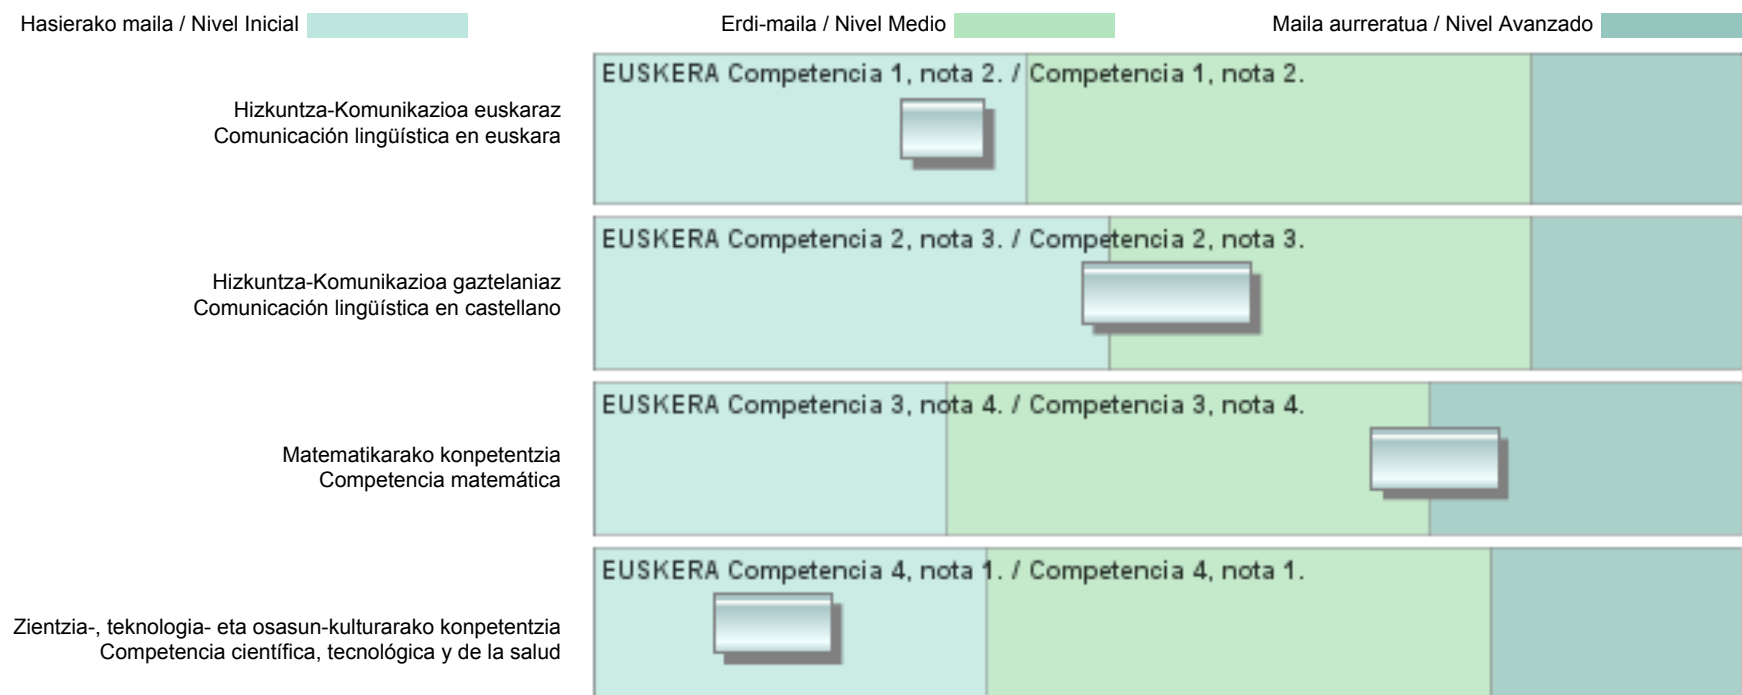 Hasierako maila / Nivel Inicial
Erdi-maila / Nivel Medio
Maila aurreratua / Nivel Avanzado
EUSKERA Competencia 1, nota 2. / Competencia 1, nota 2.
Hizkuntza-Komunikazioa euskaraz
Comunicación lingüística en euskara
EUSKERA Competencia 2, nota 3. / Competencia 2, nota 3.
Hizkuntza-Komunikazioa gaztelaniaz
Comunicación lingüística en castellano
EUSKERA Competencia 3, nota 4. / Competencia 3, nota 4.
Matematikarako konpetentzia
Competencia matemática
EUSKERA Competencia 4, nota 1. / Competencia 4, nota 1.
Zientzia-, teknologia- eta osasun-kulturarako konpetentzia
Competencia científica, tecnológica y de la salud